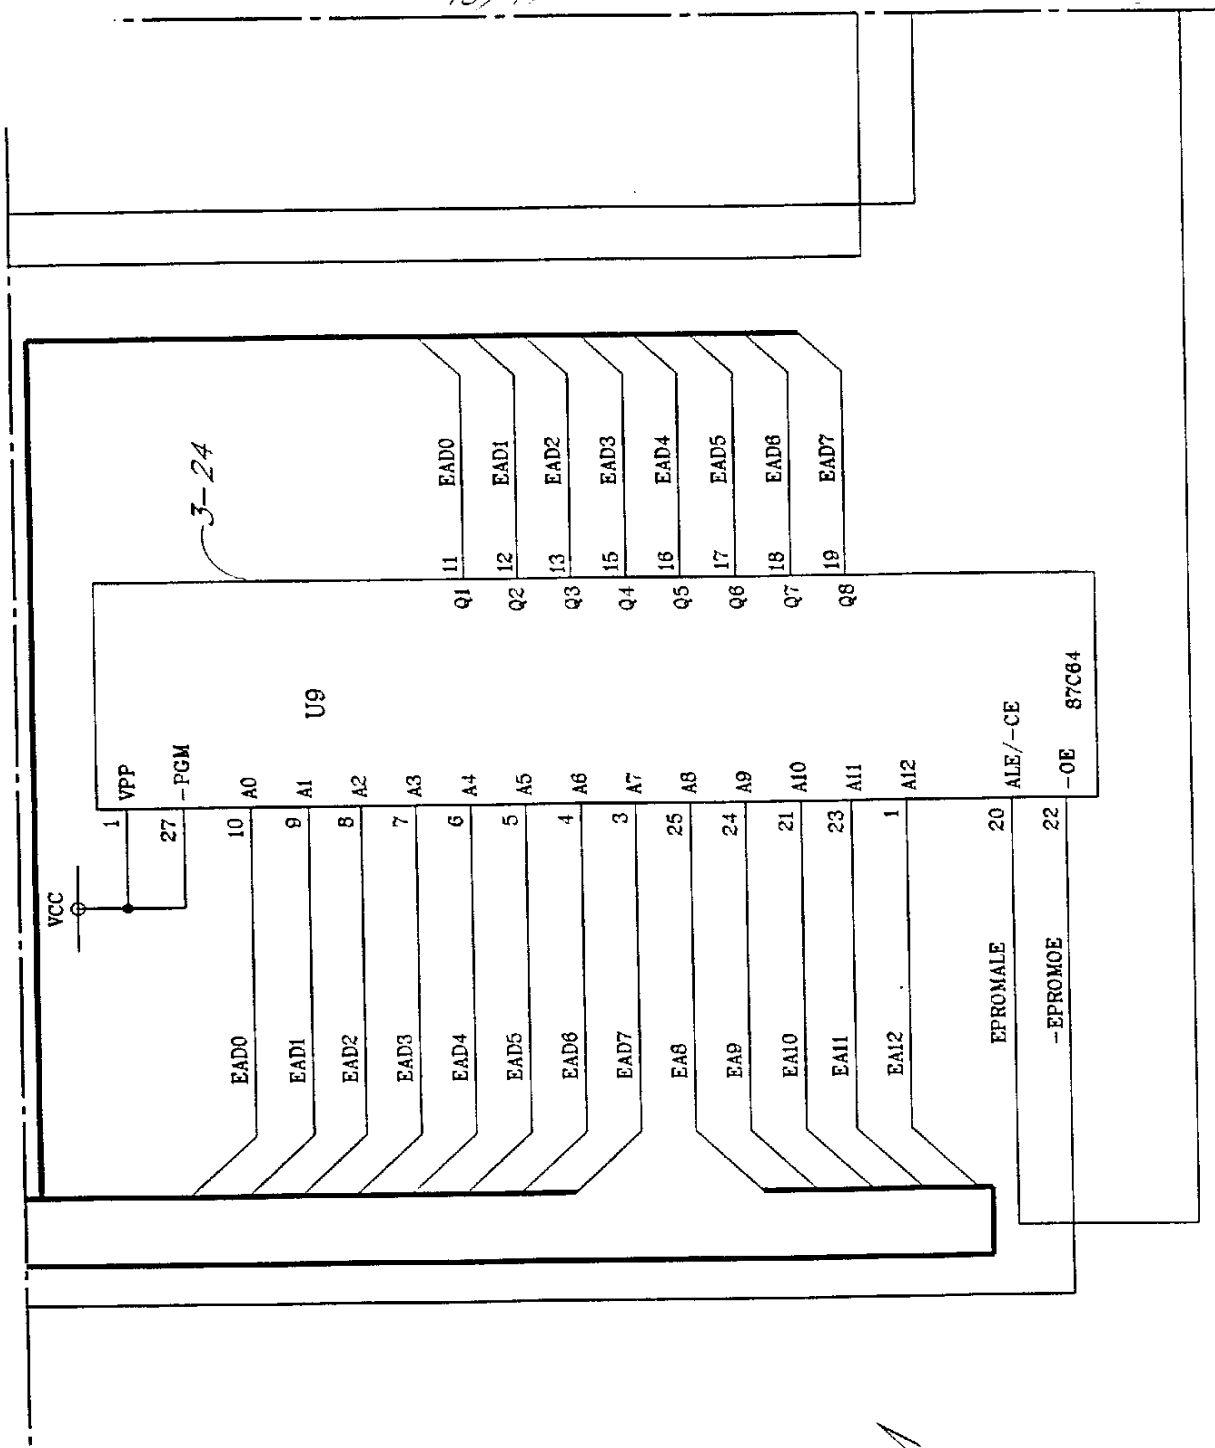 3-24
U9
87C64
VCC
1 VPP
27 -PGM
EAD0 10 A0
EAD1 9 A1
EAD2 8 A2
EAD3 7 A3
EAD4 6 A4
EAD5 5 A5
EAD6 4 A6
EAD7 3 A7
EA8 25 A8
EA9 24 A9
EA10 21 A10
EA11 23 A11
EA12 1 A12
EPROMALE 20 ALE/-CE
-EPROMOE 22 -OE
Q1 11 EAD0
Q2 12 EAD1
Q3 13 EAD2
Q4 15 EAD3
Q5 16 EAD4
Q6 17 EAD5
Q7 18 EAD6
Q8 19 EAD7